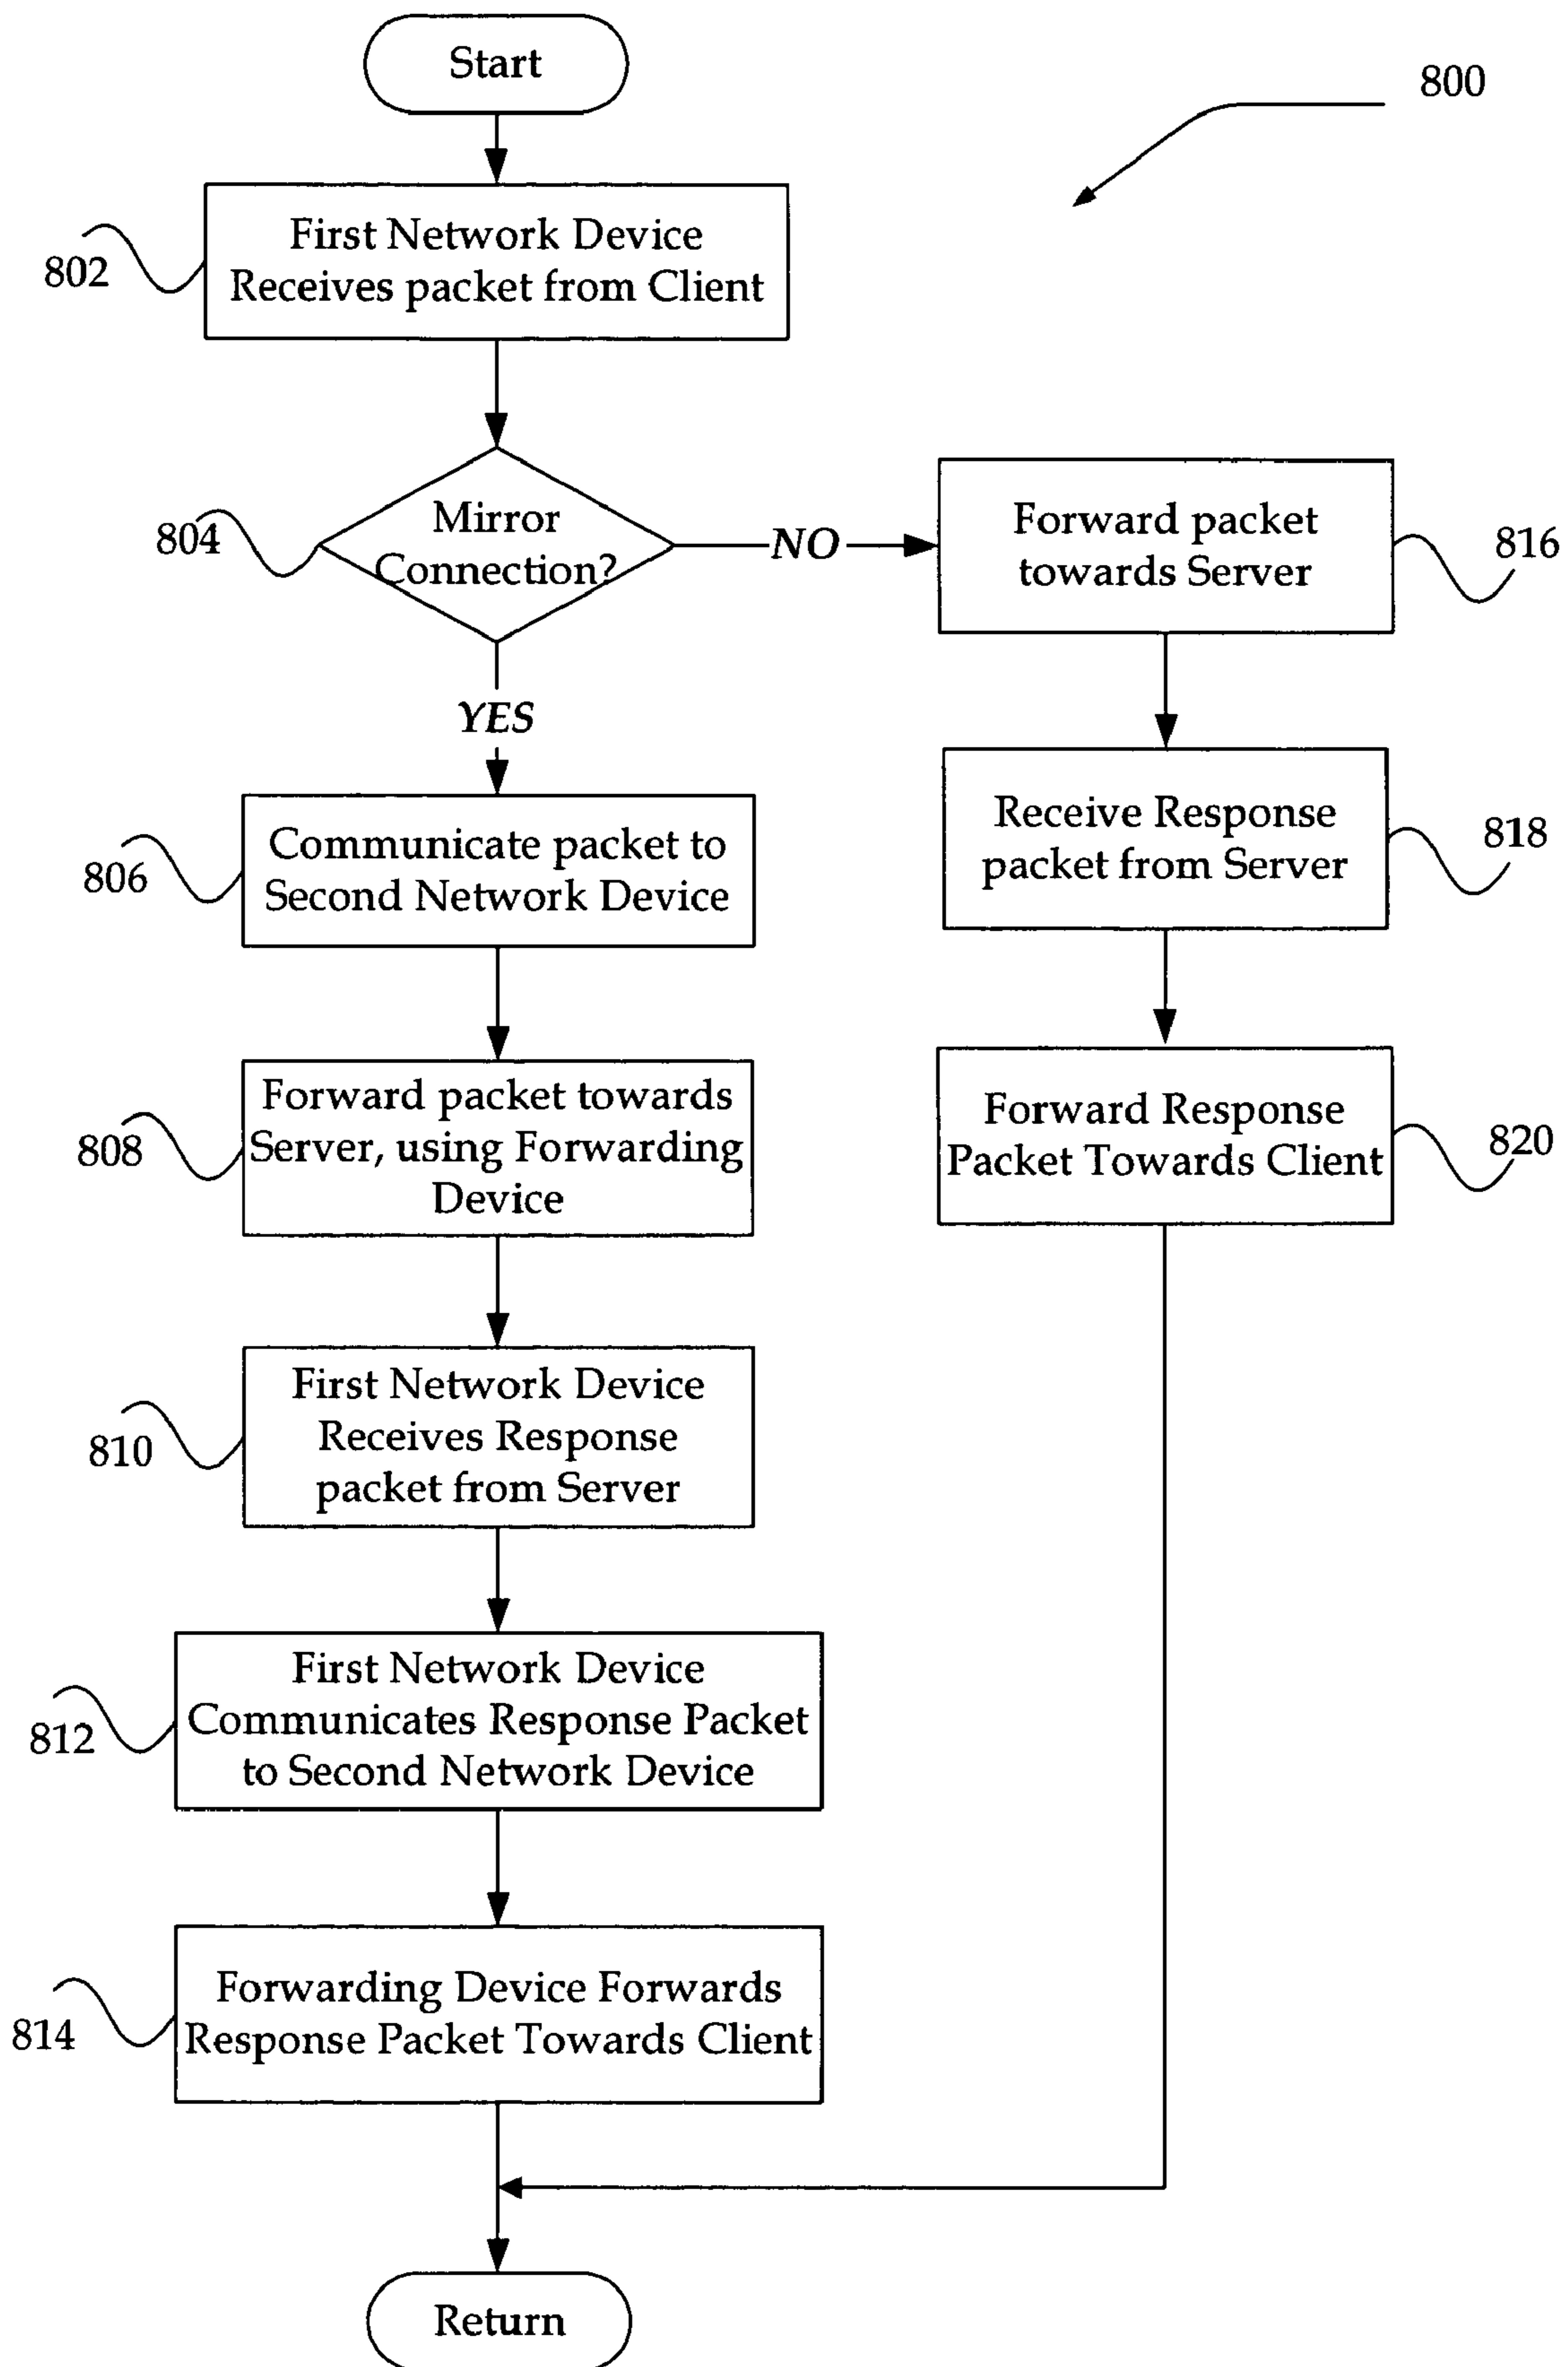 Start
800
First Network Device
Receives packet from Client
802
Mirror
Connection?
804
NO
Forward packet
towards Server
816
YES
Communicate packet to
Second Network Device
806
Receive Response
packet from Server
818
Forward packet towards
Server, using Forwarding
Device
808
Forward Response
Packet Towards Client
820
First Network Device
Receives Response
packet from Server
810
First Network Device
Communicates Response Packet
to Second Network Device
812
Forwarding Device Forwards
Response Packet Towards Client
814
Return